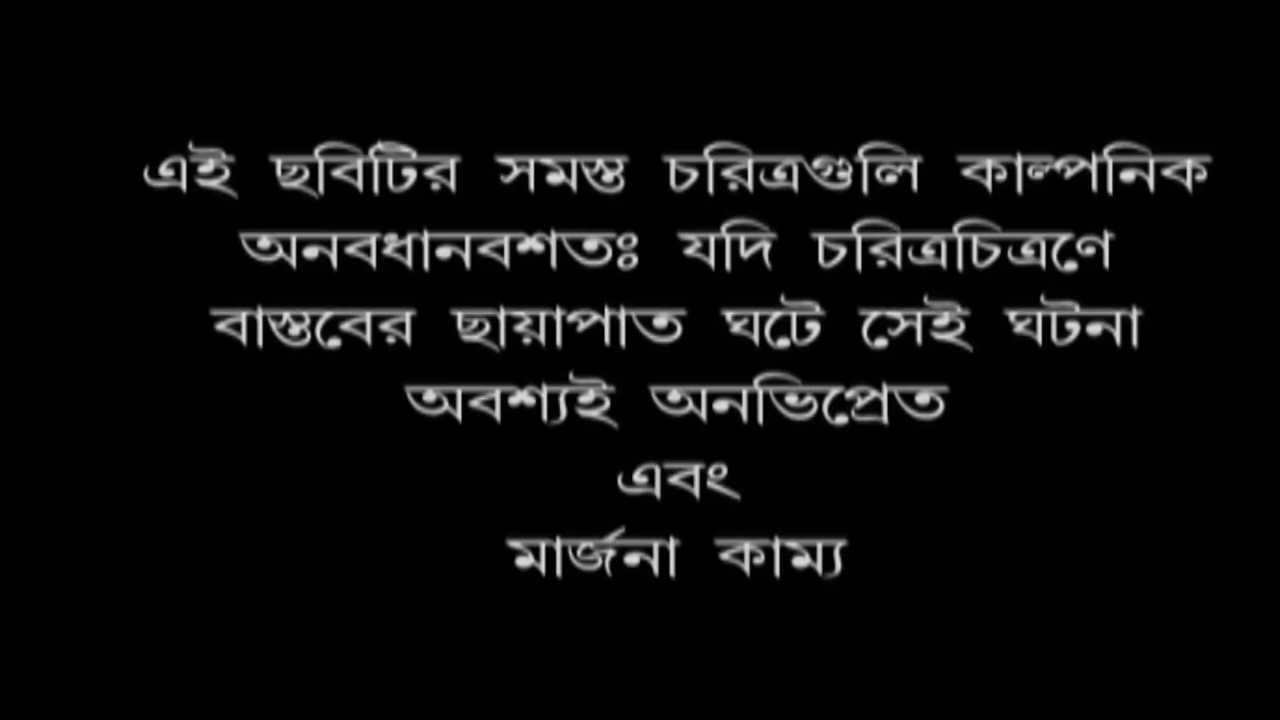 এই ছবিটির সমস্ত চরিত্রগুলি কাল্পনিক
অনবধানবশতঃ যদি চরিত্রচিত্রণে
বাস্তবের ছায়াপাত ঘটে সেই ঘটনা
অবশ্যই অনভিপ্রেত
এবং
মার্জনা কাম্য